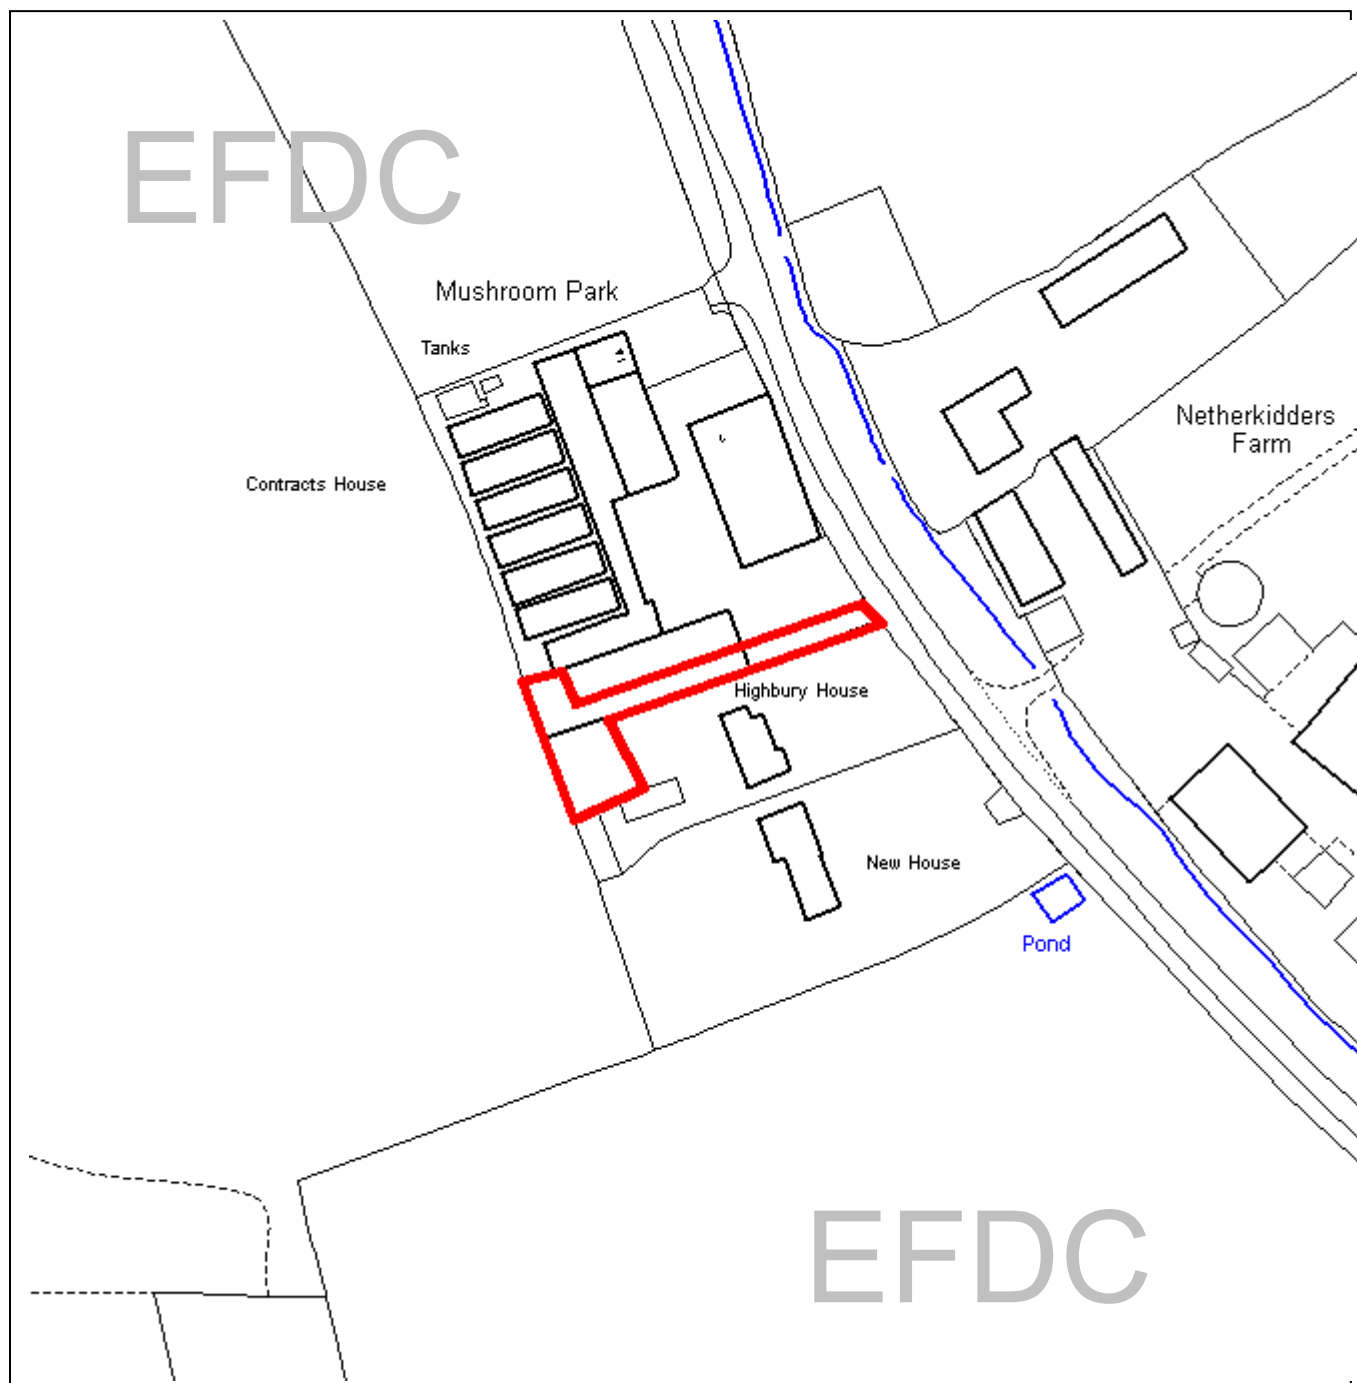 EFDC
Mushroom Park
Tanks
Netherkidders
Farm
Contracts House
Highbury House
New House
Pond
EFDC